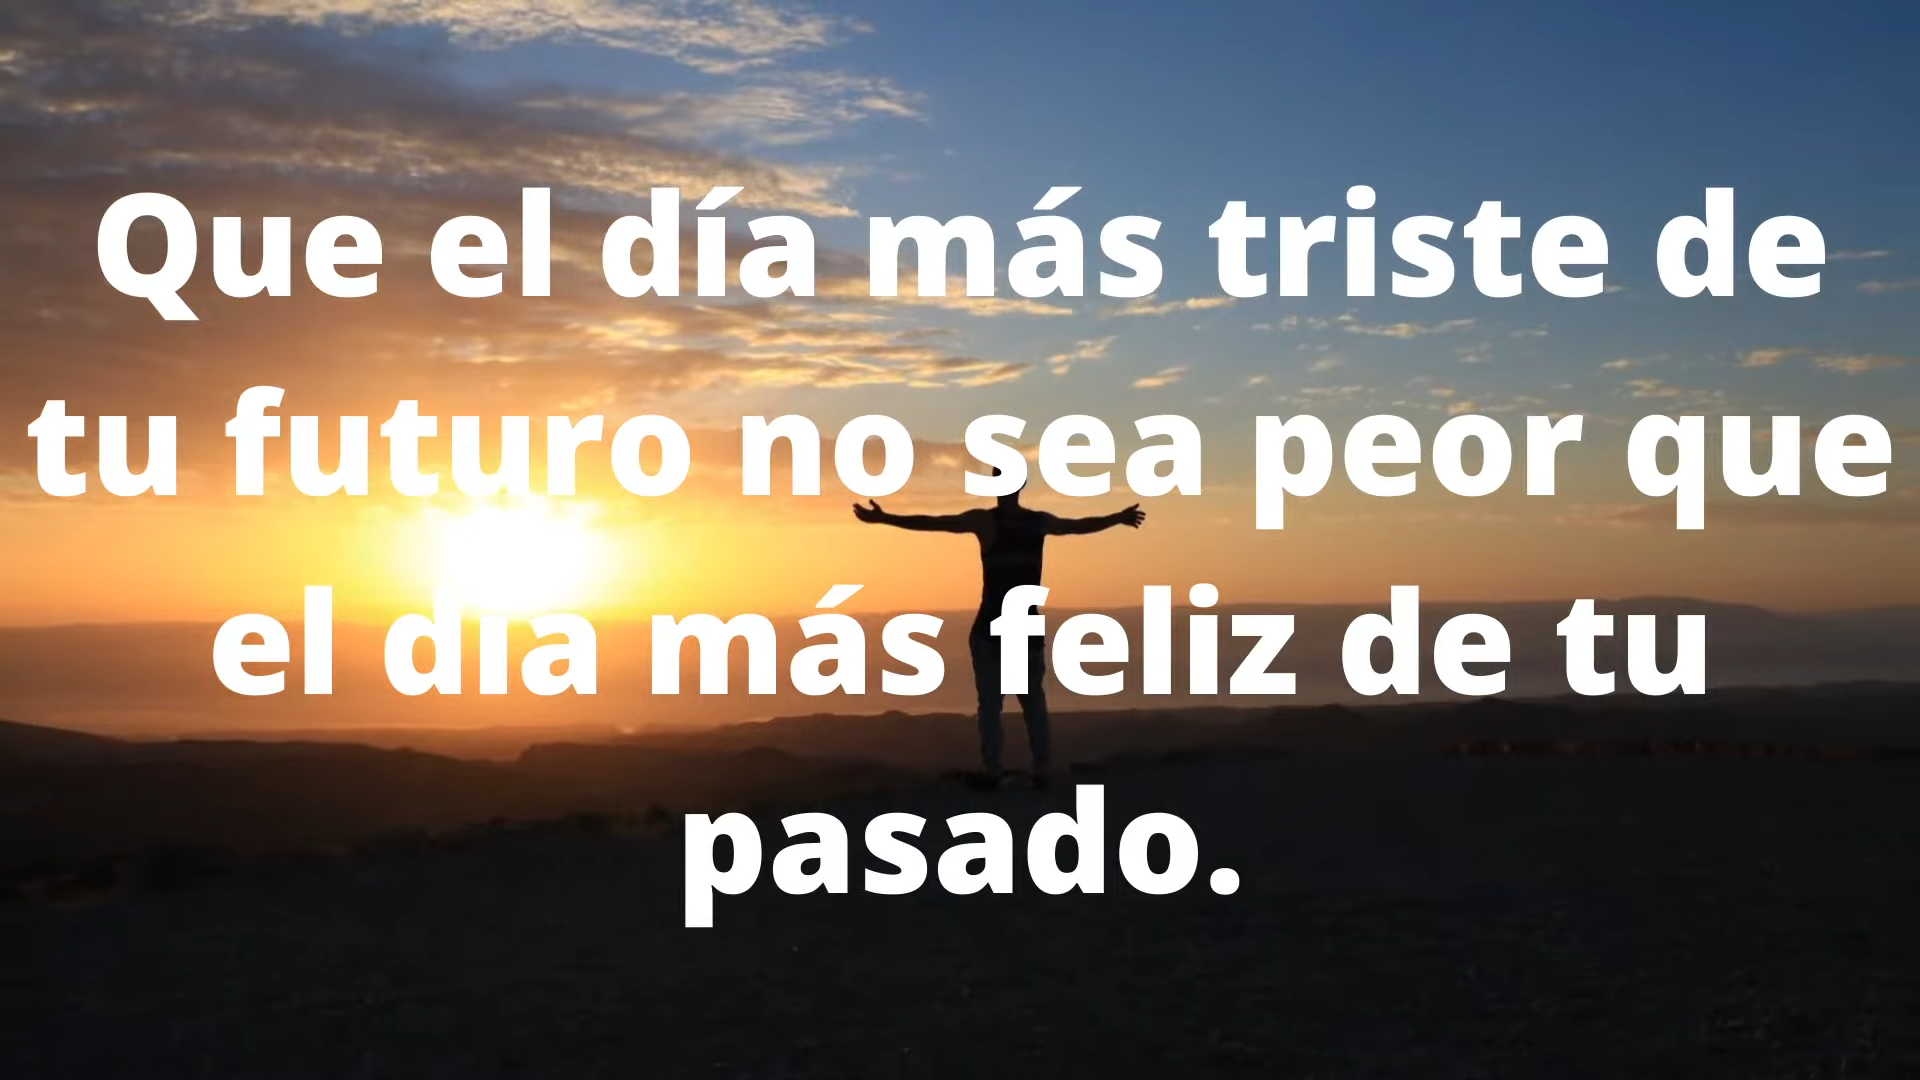 Que el día más triste de
tu futuro no sea peor que
el día más feliz de tu
pasado.